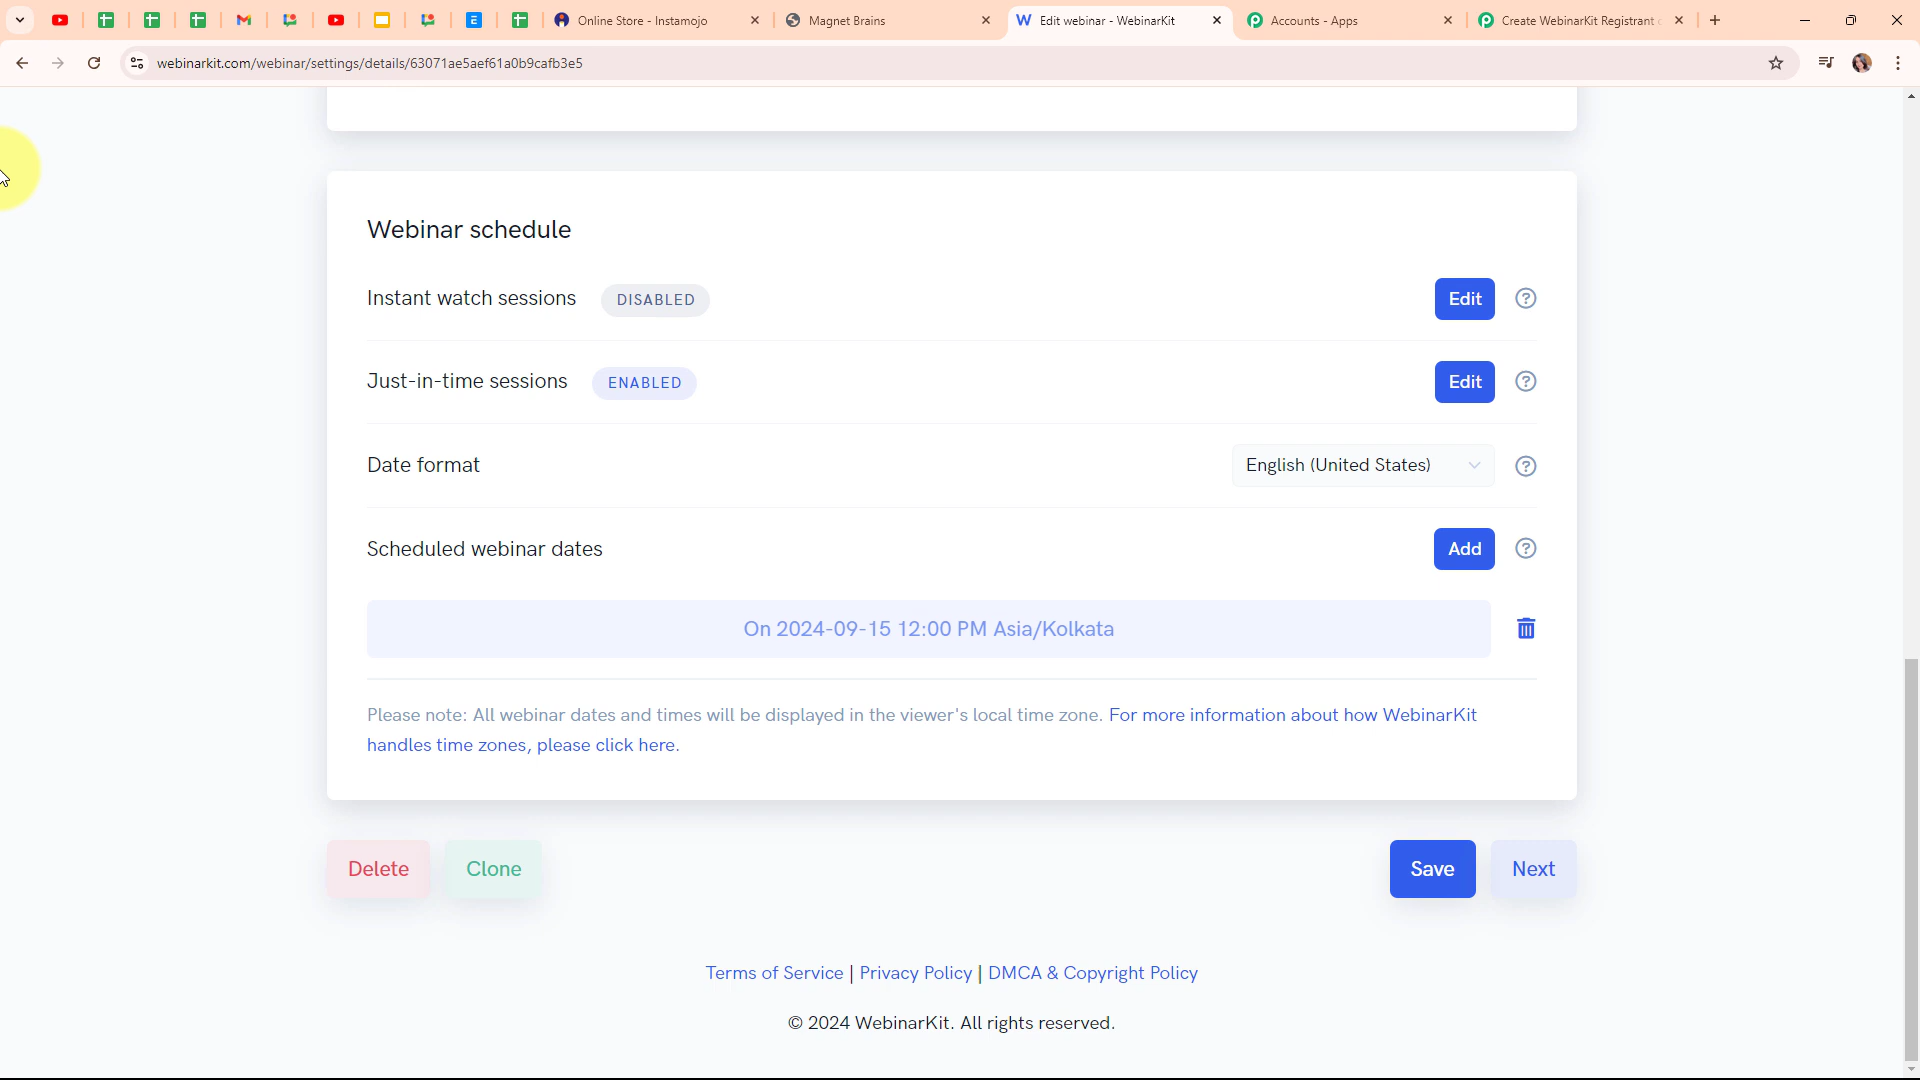 Online Store - Instamojo
Magnet Brains
Edit webinar - WebinarKit
Accounts - Apps
Create WebinarKit Registrant
webinarkit.com/webinar/settings/details/63071ae5aef61a0b9cafb3e5
Webinar schedule
Instant watch sessions DISABLED Edit
Just-in-time sessions ENABLED Edit
Date format English (United States)
Scheduled webinar dates Add
On 2024-09-15 12:00 PM Asia/Kolkata
Please note: All webinar dates and times will be displayed in the viewer's local time zone. For more information about how WebinarKit
handles time zones, please click here.
Delete Clone Save Next
Terms of Service | Privacy Policy | DMCA & Copyright Policy
© 2024 WebinarKit. All rights reserved.